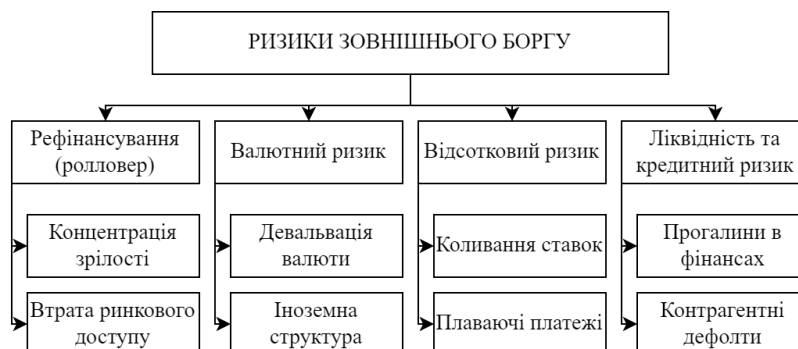 РИЗИКИ ЗОВНІШНЬОГО БОРГУ
Рефінансування
(ролловер)
Валютний ризик
Відсотковий ризик
Ліквідність та
кредитний ризик
Концентрація
зрілості
Девальвація
валюти
Коливання ставок
Прогалини в
фінансах
Втрата ринкового
доступу
Іноземна
структура
Плаваючі платежі
Контрагентні
дефолти